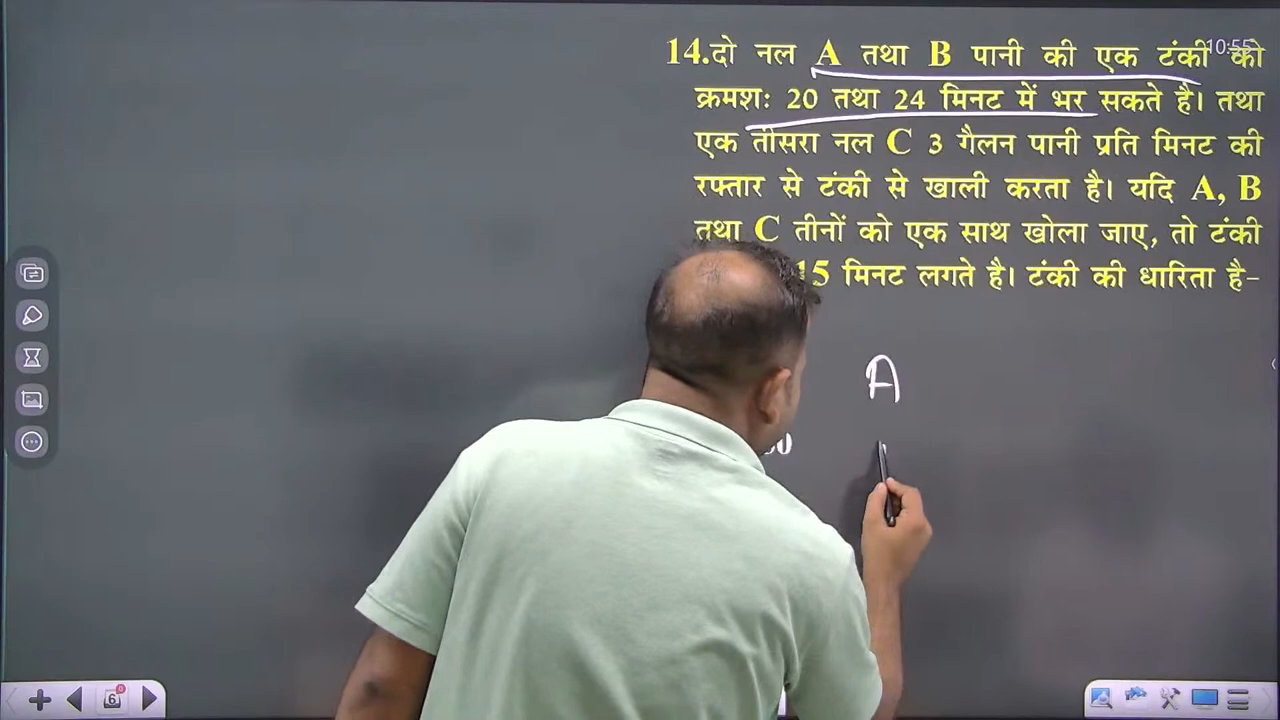 10:55
14.दो नल A तथा B पानी की एक टंकी को
क्रमशः 20 तथा 24 मिनट में भर सकते है। तथा
एक तीसरा नल C 3 गैलन पानी प्रति मिनट की
रफ्तार से टंकी से खाली करता है। यदि A, B
तथा C तीनों को एक साथ खोला जाए, तो टंकी
15 मिनट लगते है। टंकी की धारिता है-
A
6